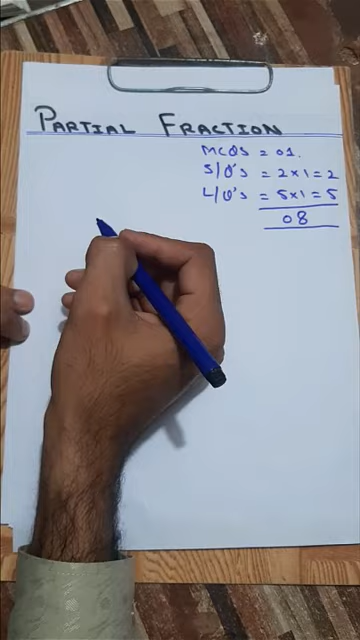 PARTIAL FRACTION
MCQS = 01.
S/Q's = 2x1=2
L/Q's = 5x1=5
08